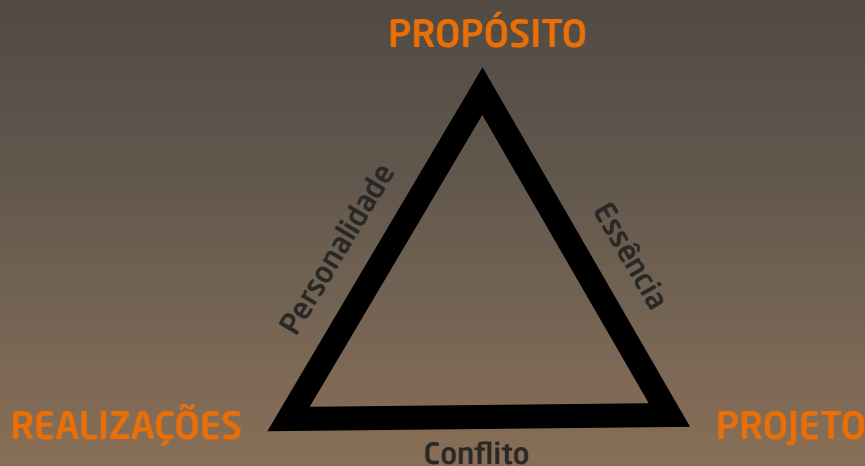 PROPÓSITO
Personalidade
Essência
REALIZAÇÕES
PROJETO
Conflito